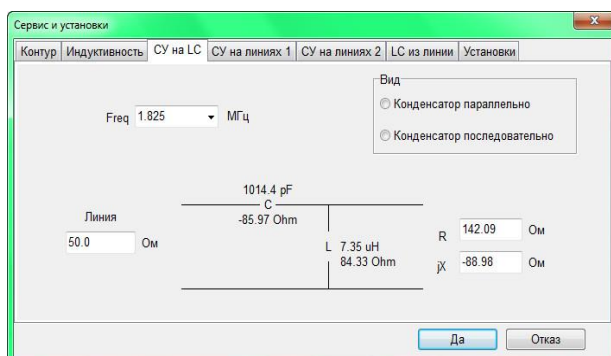 Сервис и установки
x
Контур Индуктивность СУ на LC СУ на линиях 1 СУ на линиях 2 LC из линии Установки
Вид
Freq 1.825 МГц
Конденсатор параллельно
Конденсатор последовательно
1014.4 pF
C
-85.97 Ohm
Линия
50.0 Ом
L 7.35 uH
84.33 Ohm
R 142.09 Ом
jX -88.98 Ом
Да Отказ